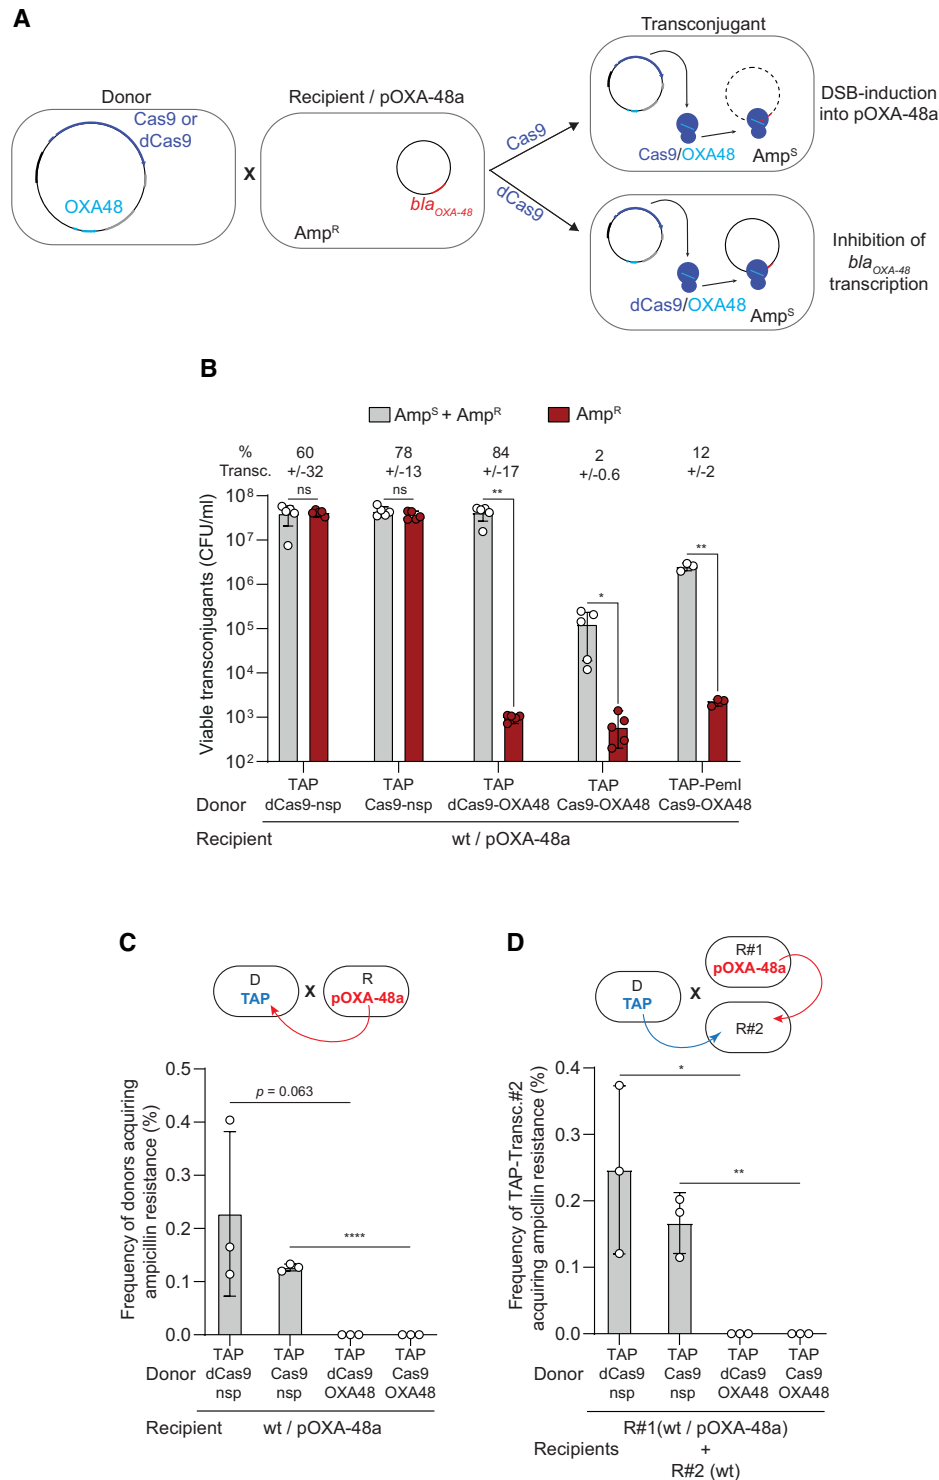 A
Donor
Cas9 or
dCas9
OXA48
X
Recipient / pOXA-48a
bla OXA-48
Amp^R
Cas9
dCas9
Transconjugant
Cas9/OXA48
Amp^S
DSB-induction
into pOXA-48a
dCas9/OXA48
Amp^S
Inhibition of
bla OXA-48
transcription
B
Amp^S + Amp^R
Amp^R
%
Transc.
60
+/-32
78
+/-13
84
+/-17
2
+/-0.6
12
+/-2
ns
ns
**
*
**
Viable transconjugants (CFU/ml)
10^8
10^7
10^6
10^5
10^4
10^3
10^2
Donor
TAP
dCas9-nsp
TAP
Cas9-nsp
TAP
dCas9-OXA48
TAP
Cas9-OXA48
TAP-PemI
Cas9-OXA48
Recipient
wt / pOXA-48a
C
D
TAP
X
R
pOXA-48a
Frequency of donors acquiring
ampicillin resistance (%)
0.5
0.4
0.3
0.2
0.1
0.0
p = 0.063
****
Donor
TAP
dCas9
nsp
TAP
Cas9
nsp
TAP
dCas9
OXA48
TAP
Cas9
OXA48
Recipient
wt / pOXA-48a
D
D
TAP
X
R#1
pOXA-48a
R#2
Frequency of TAP-Transc.#2
acquiring ampicllin resistance (%)
0.4
0.3
0.2
0.1
0.0
*
**
Donor
TAP
dCas9
nsp
TAP
Cas9
nsp
TAP
dCas9
OXA48
TAP
Cas9
OXA48
Recipients
R#1(wt / pOXA-48a)
+
R#2 (wt)